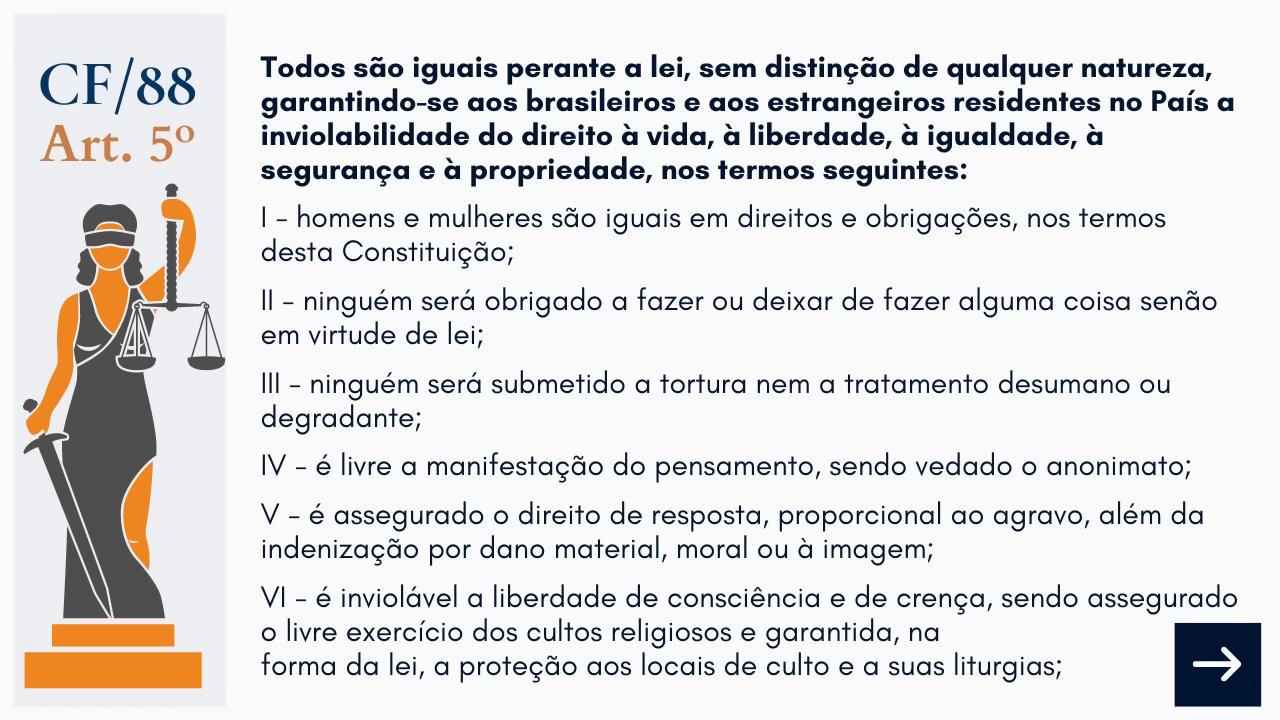 CF/88
Art. 5º
Todos são iguais perante a lei, sem distinção de qualquer natureza,
garantindo-se aos brasileiros e aos estrangeiros residentes no País a
inviolabilidade do direito à vida, à liberdade, à igualdade, à
segurança e à propriedade, nos termos seguintes:
I - homens e mulheres são iguais em direitos e obrigações, nos termos
desta Constituição;
II - ninguém será obrigado a fazer ou deixar de fazer alguma coisa senão
em virtude de lei;
III - ninguém será submetido a tortura nem a tratamento desumano ou
degradante;
IV - é livre a manifestação do pensamento, sendo vedado o anonimato;
V - é assegurado o direito de resposta, proporcional ao agravo, além da
indenização por dano material, moral ou à imagem;
VI - é inviolável a liberdade de consciência e de crença, sendo assegurado
o livre exercício dos cultos religiosos e garantida, na
forma da lei, a proteção aos locais de culto e a suas liturgias;